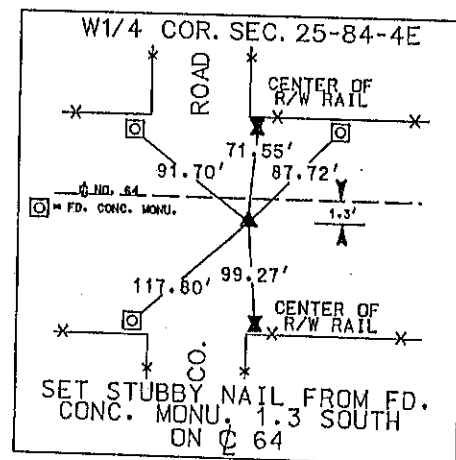 W1/4 COR. SEC. 25-84-4E
ROAD
CENTER OF
R/W RAIL
71.55'
91.70'
87.72'
℄ NO. 64
1.3'
= FD. CONC. MONU.
99.27'
117.80'
CENTER OF
R/W RAIL
CO.
SET STUBBY NAIL FROM FD.
CONC. MONU. 1.3 SOUTH
ON ℄ 64